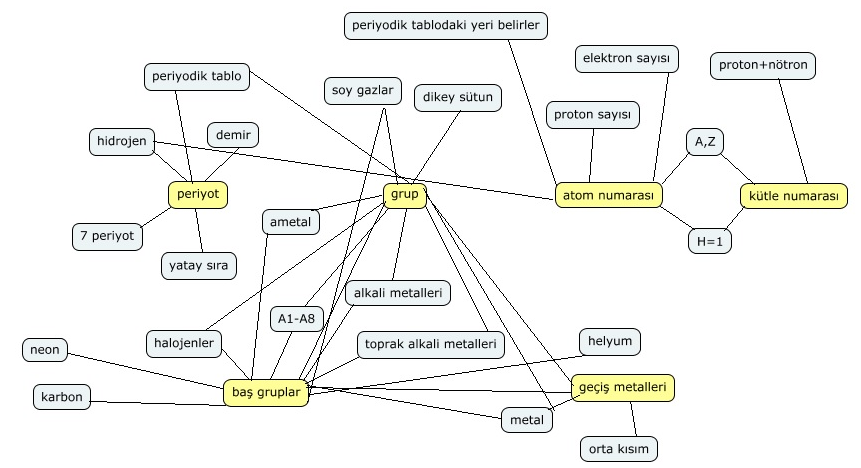 periyodik tablodaki yeri belirler
elektron sayısı
proton+nötron
periyodik tablo
soy gazlar
dikey sütun
proton sayısı
hidrojen
demir
A,Z
periyot
grup
atom numarası
kütle numarası
ametal
7 periyot
H=1
yatay sıra
alkali metalleri
A1-A8
halojenler
toprak alkali metalleri
helyum
neon
baş gruplar
geçiş metalleri
karbon
metal
orta kısım